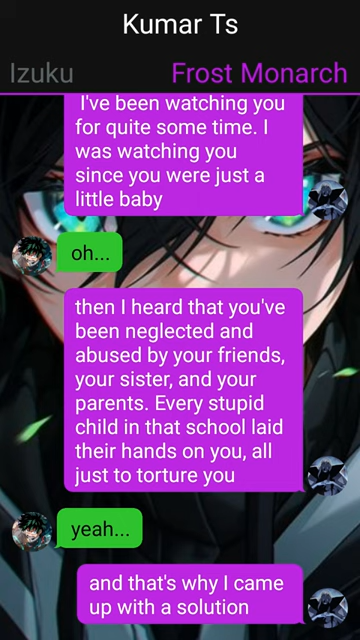 Kumar Ts
Izuku
Frost Monarch
I've been watching you
for quite some time. I
was watching you
since you were just a
little baby
oh...
then I heard that you've
been neglected and
abused by your friends,
your sister, and your
parents. Every stupid
child in that school laid
their hands on you, all
just to torture you
yeah...
and that's why I came
up with a solution